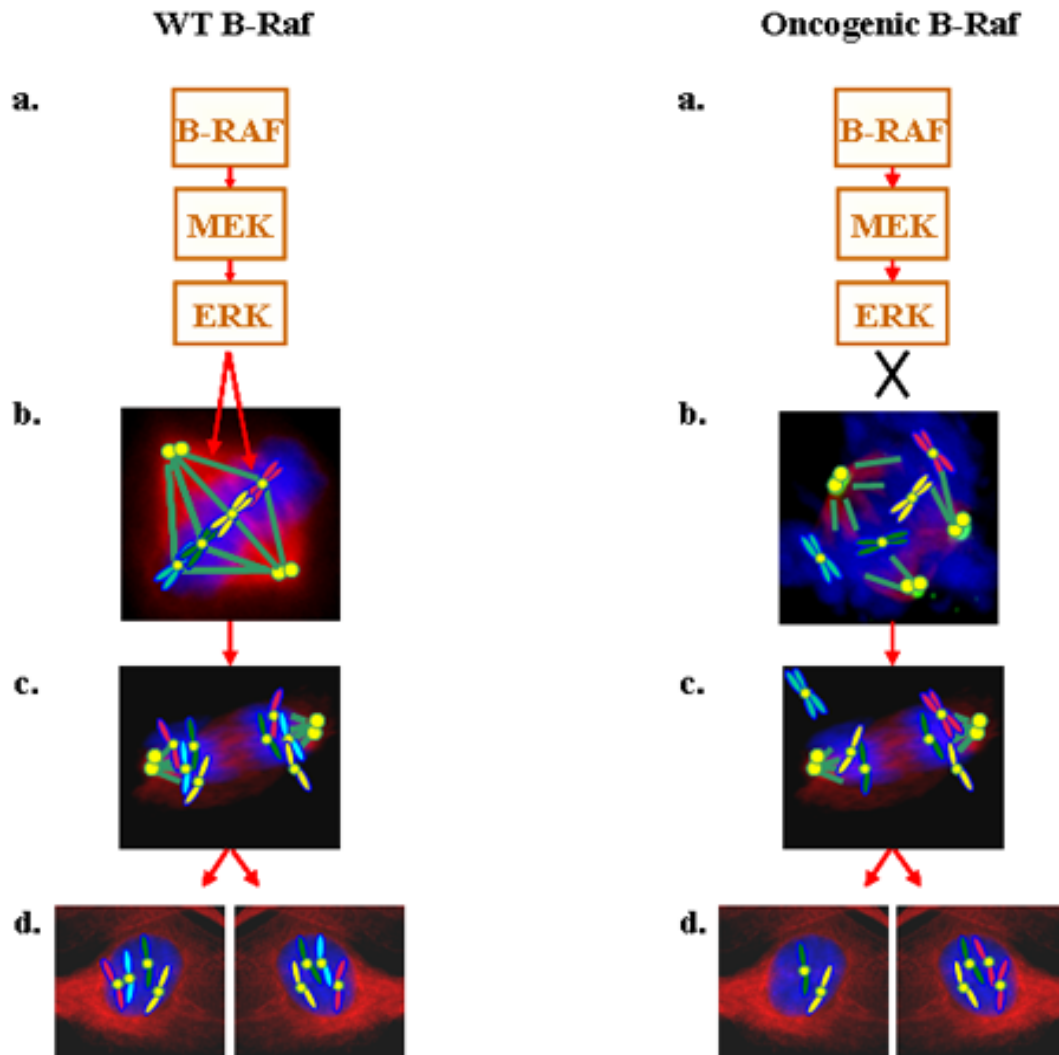 WT B-Raf
a.
B-RAF
MEK
ERK
b.
c.
d.
Oncogenic B-Raf
a.
B-RAF
MEK
ERK
b.
c.
d.